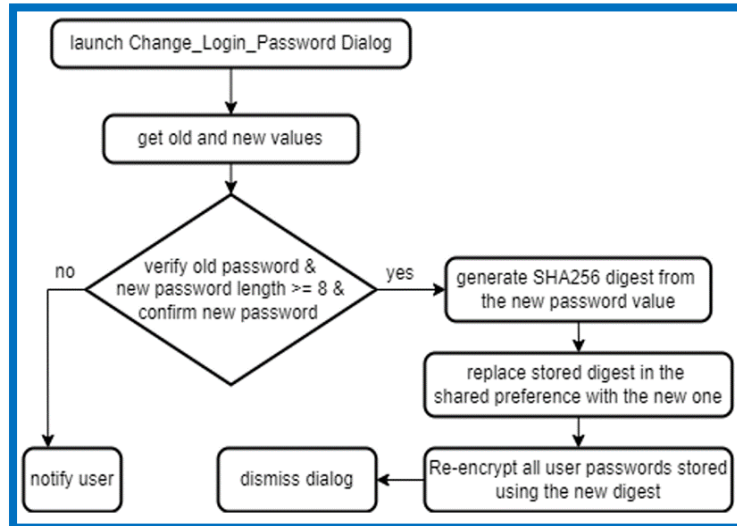 launch Change_Login_Password Dialog
get old and new values
verify old password &
new password length >= 8 &
confirm new password
no
yes
generate SHA256 digest from
the new password value
replace stored digest in the
shared preference with the new one
Re-encrypt all user passwords stored
using the new digest
dismiss dialog
notify user